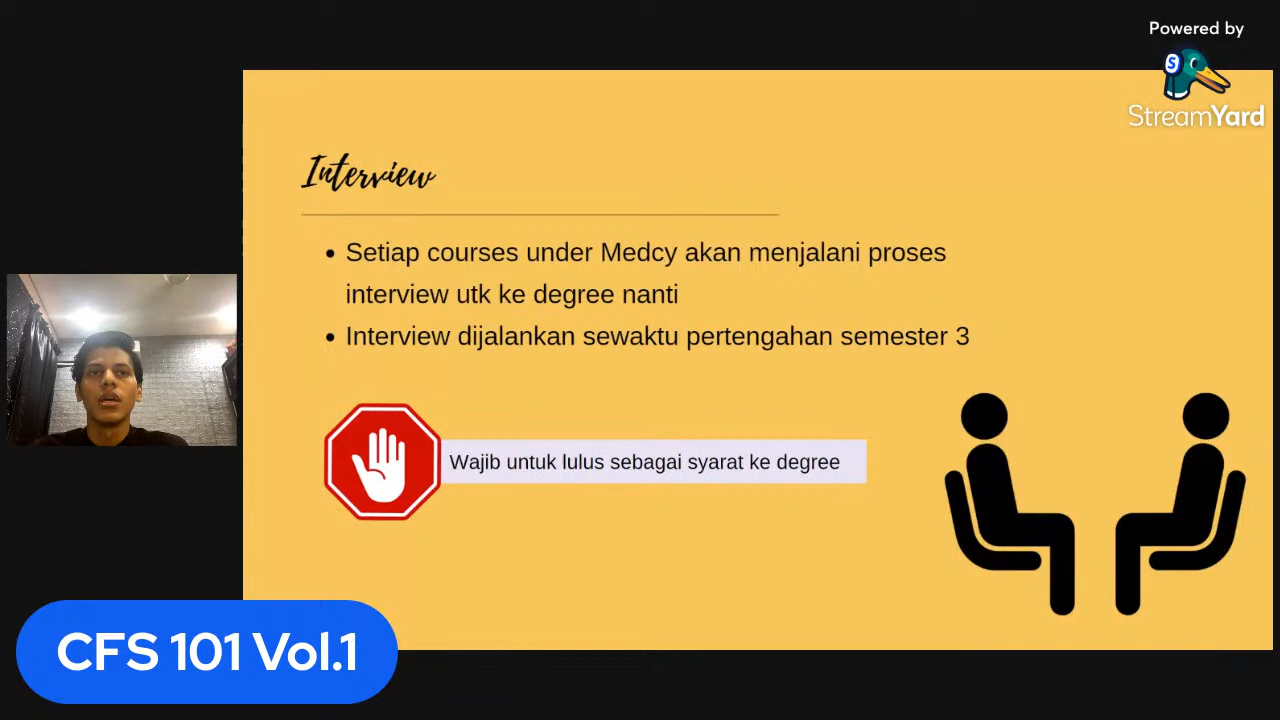 Powered by
S
StreamYard
Interview
Setiap courses under Medcy akan menjalani proses
interview utk ke degree nanti
Interview dijalankan sewaktu pertengahan semester 3
Wajib untuk lulus sebagai syarat ke degree
CFS 101 Vol.1